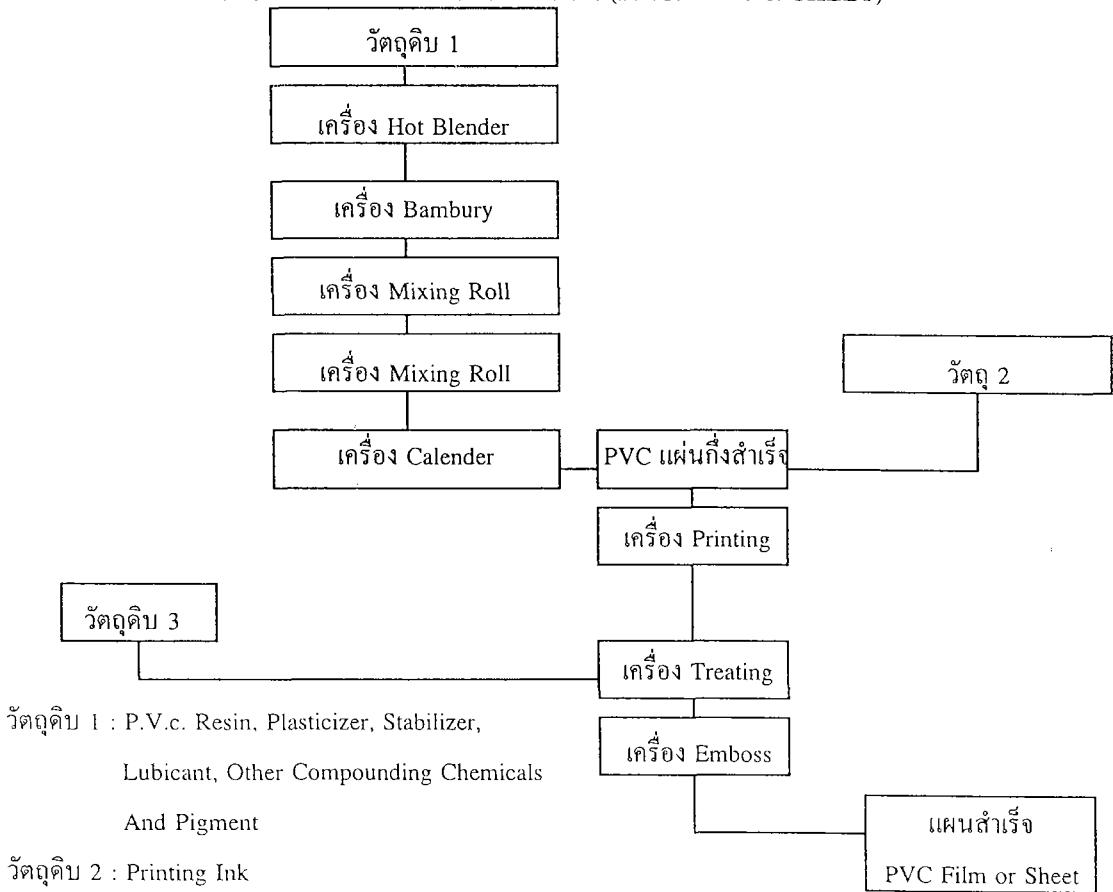 วัตถุดิบ 1
เครื่อง Hot Blender
เครื่อง Bambury
เครื่อง Mixing Roll
เครื่อง Mixing Roll
วัตถุ 2
เครื่อง Calender
PVC แผ่นกึ่งสำเร็จ
เครื่อง Printing
วัตถุดิบ 3
เครื่อง Treating
เครื่อง Emboss
แผนสำเร็จ
PVC Film or Sheet
วัตถุดิบ 1 : P.V.c. Resin, Plasticizer, Stabilizer,
Lubicant, Other Compounding Chemicals
And Pigment
วัตถุดิบ 2 : Printing Ink